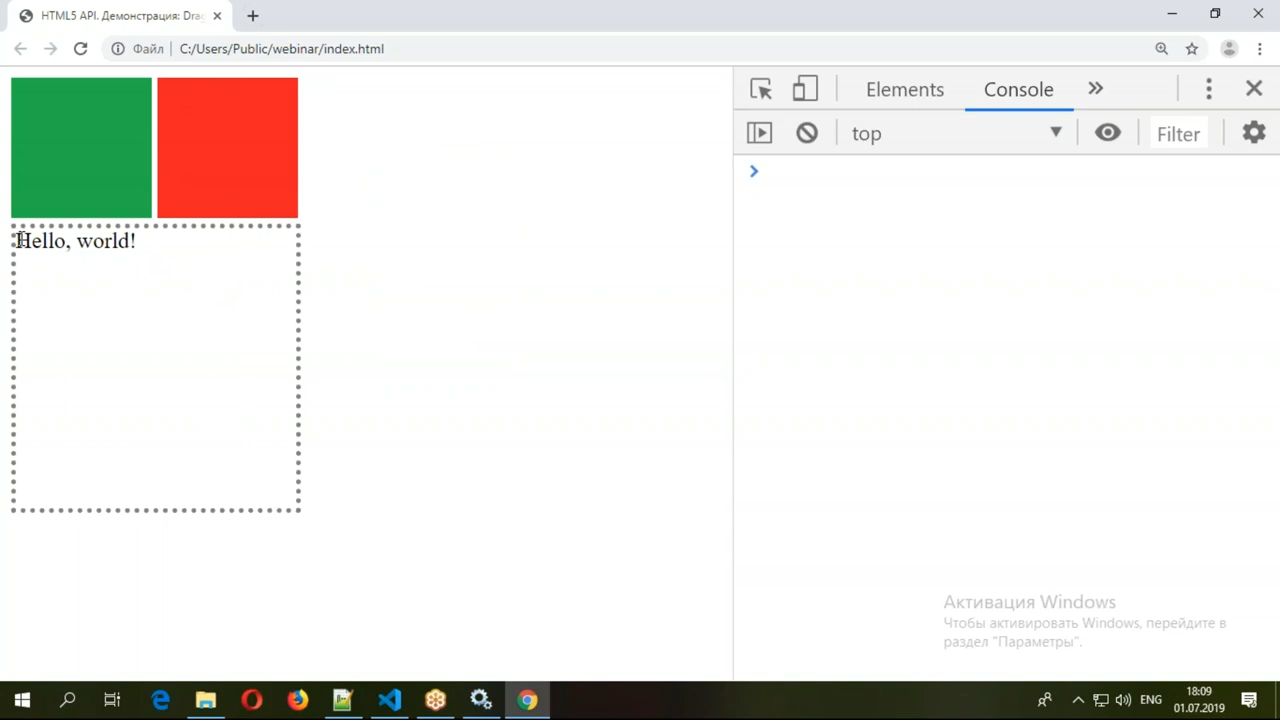 HTML5 API. Демонстрация: Drag
Файл C:/Users/Public/webinar/index.html
Elements Console
top Filter
Hello, world!
Активация Windows
Чтобы активировать Windows, перейдите в
раздел "Параметры".
ENG
18:09
01.07.2019